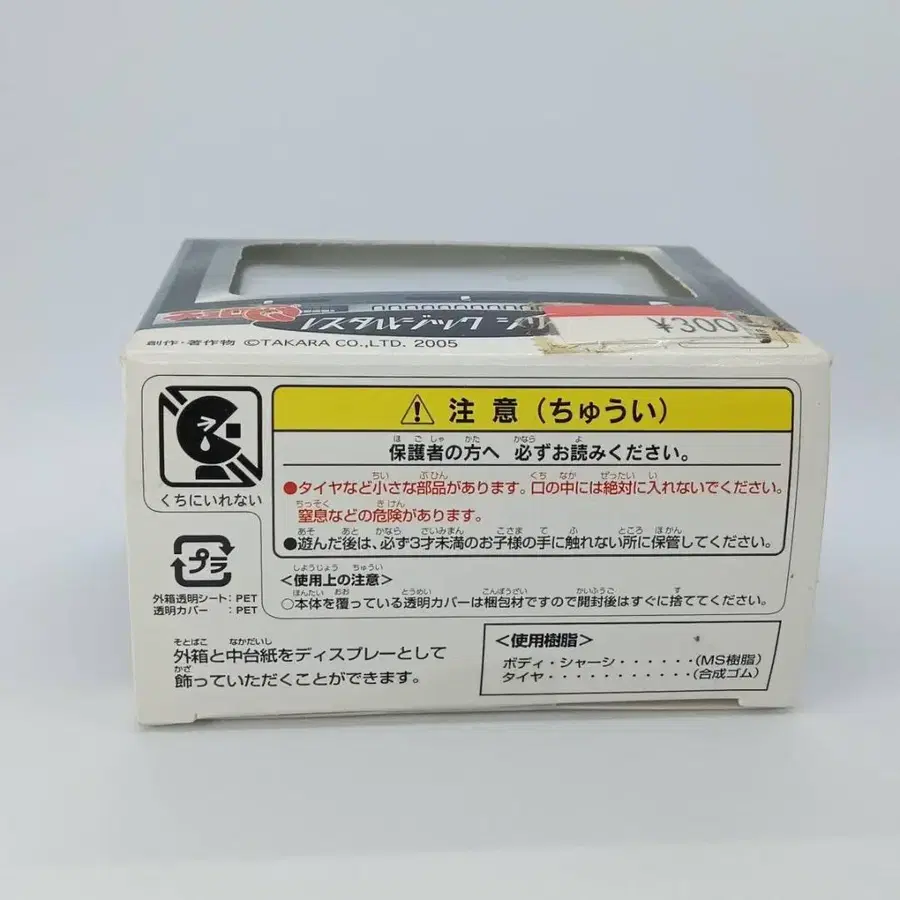 チョロQ
ノスタルジック シリ
¥300
創作・著作物 ©TAKARA CO.,LTD. 2005
くちにいれない
プラ
外箱透明シート: PET
透明カバー : PET
⚠ 注意（ちゅうい）
保護者の方へ 必ずお読みください。
●タイヤなど小さな部品があります。口の中には絶対に入れないでください。
窒息などの危険があります。
●遊んだ後は、必ず3才未満のお子様の手に触れない所に保管してください。
<使用上の注意>
○本体を覆っている透明カバーは梱包材ですので開封後はすぐに捨ててください。
外箱と中台紙をディスプレーとして
飾っていただくことができます。
<使用樹脂>
ボディ・シャーシ・・・・・・(MS樹脂)
タイヤ・・・・・・・・・・・(合成ゴム)